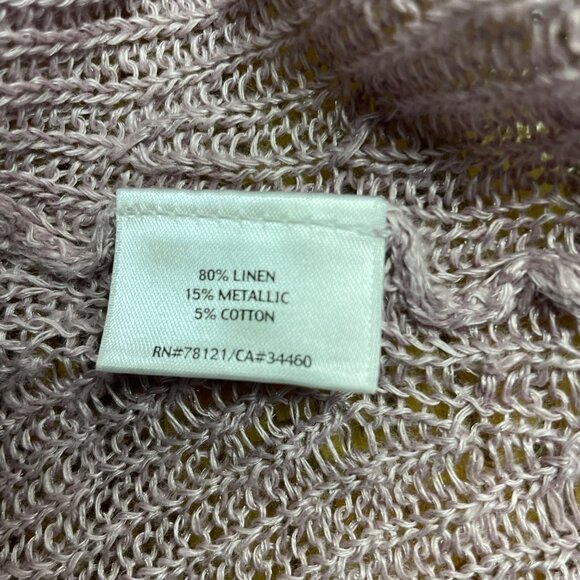 80% LINEN
15% METALLIC
5% COTTON
RN#78121/CA#34460